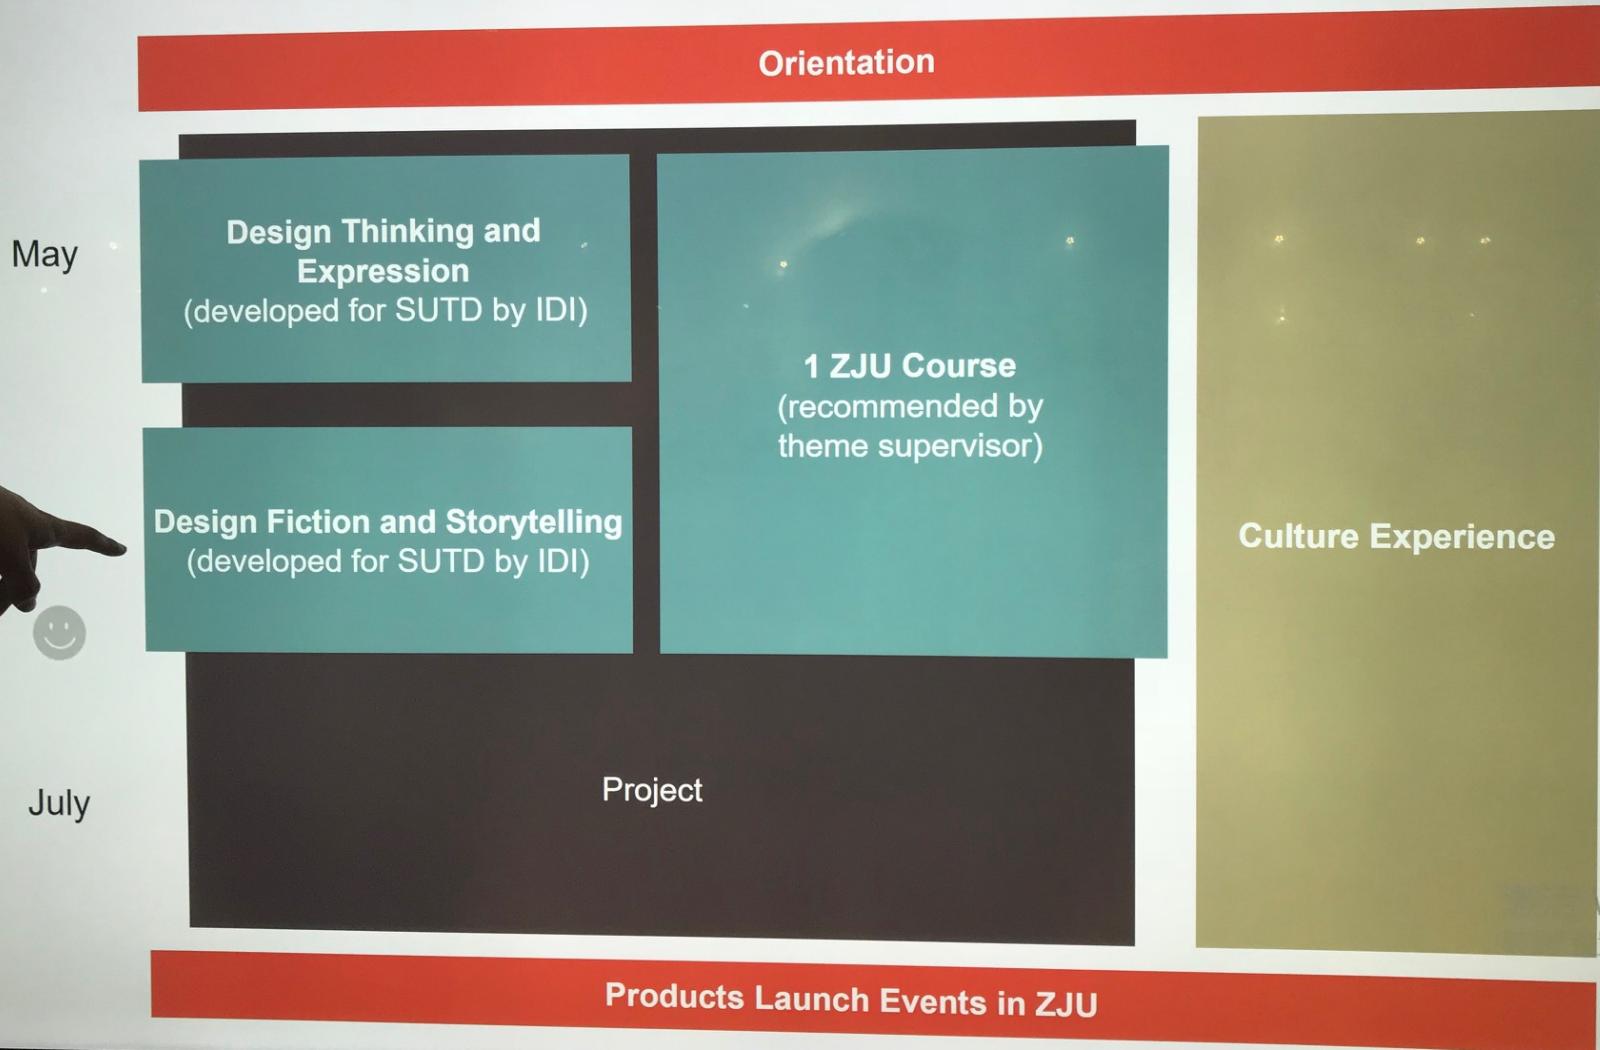 Orientation
May
Design Thinking and
Expression
(developed for SUTD by IDI)
1 ZJU Course
(recommended by
theme supervisor)
Design Fiction and Storytelling
(developed for SUTD by IDI)
Culture Experience
July
Project
Products Launch Events in ZJU